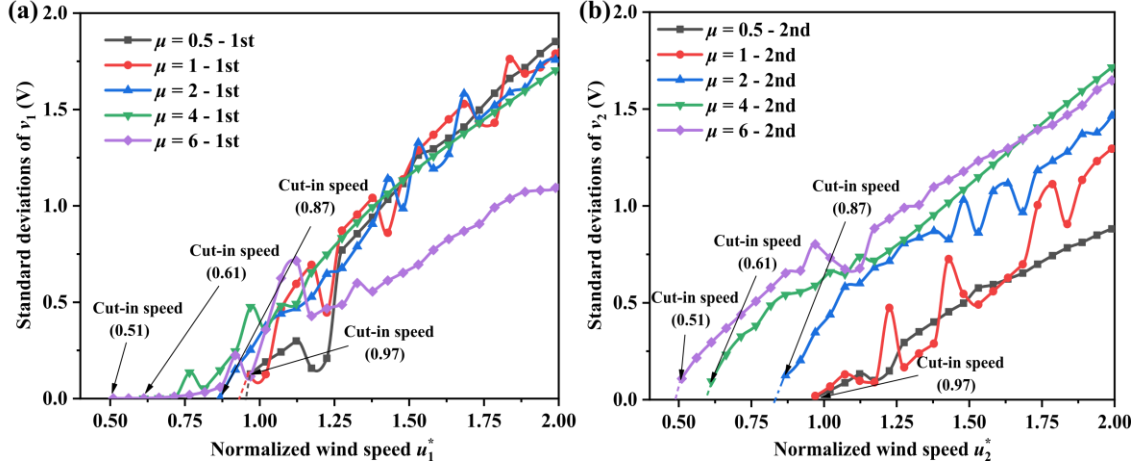 (a)
Standard deviations of v₁ (V)
2.0
1.5
1.0
0.5
0.0
μ = 0.5 - 1st
μ = 1 - 1st
μ = 2 - 1st
μ = 4 - 1st
μ = 6 - 1st
Cut-in speed
(0.87)
Cut-in speed
(0.61)
Cut-in speed
(0.51)
Cut-in speed
(0.97)
0.50 0.75 1.00 1.25 1.50 1.75 2.00
Normalized wind speed u₁*
(b)
Standard deviations of v₂ (V)
2.0
1.5
1.0
0.5
0.0
μ = 0.5 - 2nd
μ = 1 - 2nd
μ = 2 - 2nd
μ = 4 - 2nd
μ = 6 - 2nd
Cut-in speed
(0.87)
Cut-in speed
(0.61)
Cut-in speed
(0.51)
Cut-in speed
(0.97)
0.50 0.75 1.00 1.25 1.50 1.75 2.00
Normalized wind speed u₂*